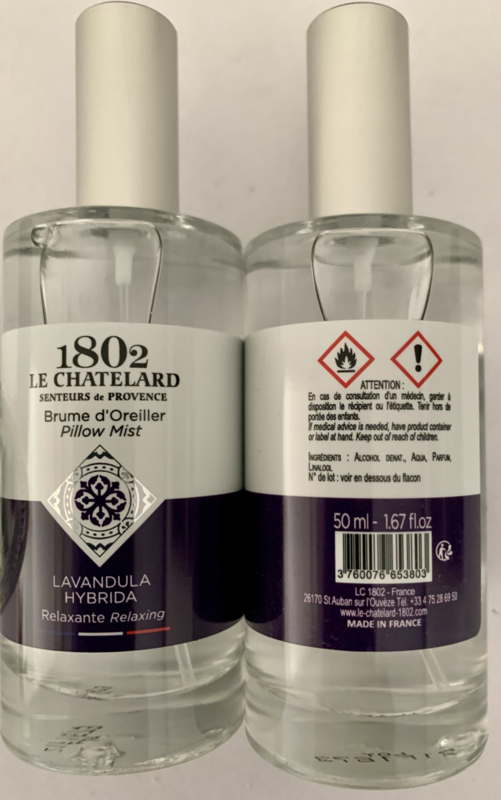 1802
LE CHATELARD
SENTEURS de PROVENCE
Brume d'Oreiller
Pillow Mist
LAVANDULA
HYBRIDA
Relaxante Relaxing
ATTENTION :
En cas de consultation d'un médecin, garder à
disposition le récipient ou l'étiquette. Tenir hors de
portée des enfants.
If medical advice is needed, have product container
or label at hand. Keep out of reach of children.
INGRÉDIENTS : ALCOHOL DENAT., AQUA, PARFUM,
LINALOOL
N° de lot : voir en dessous du flacon
50 ml - 1.67 fl.oz
3 760076 653803
LC 1802 - France
26170 St Auban sur l'Ouvèze Tél. +33 4 75 28 69 50
www.le-chatelard-1802.com
MADE IN FRANCE